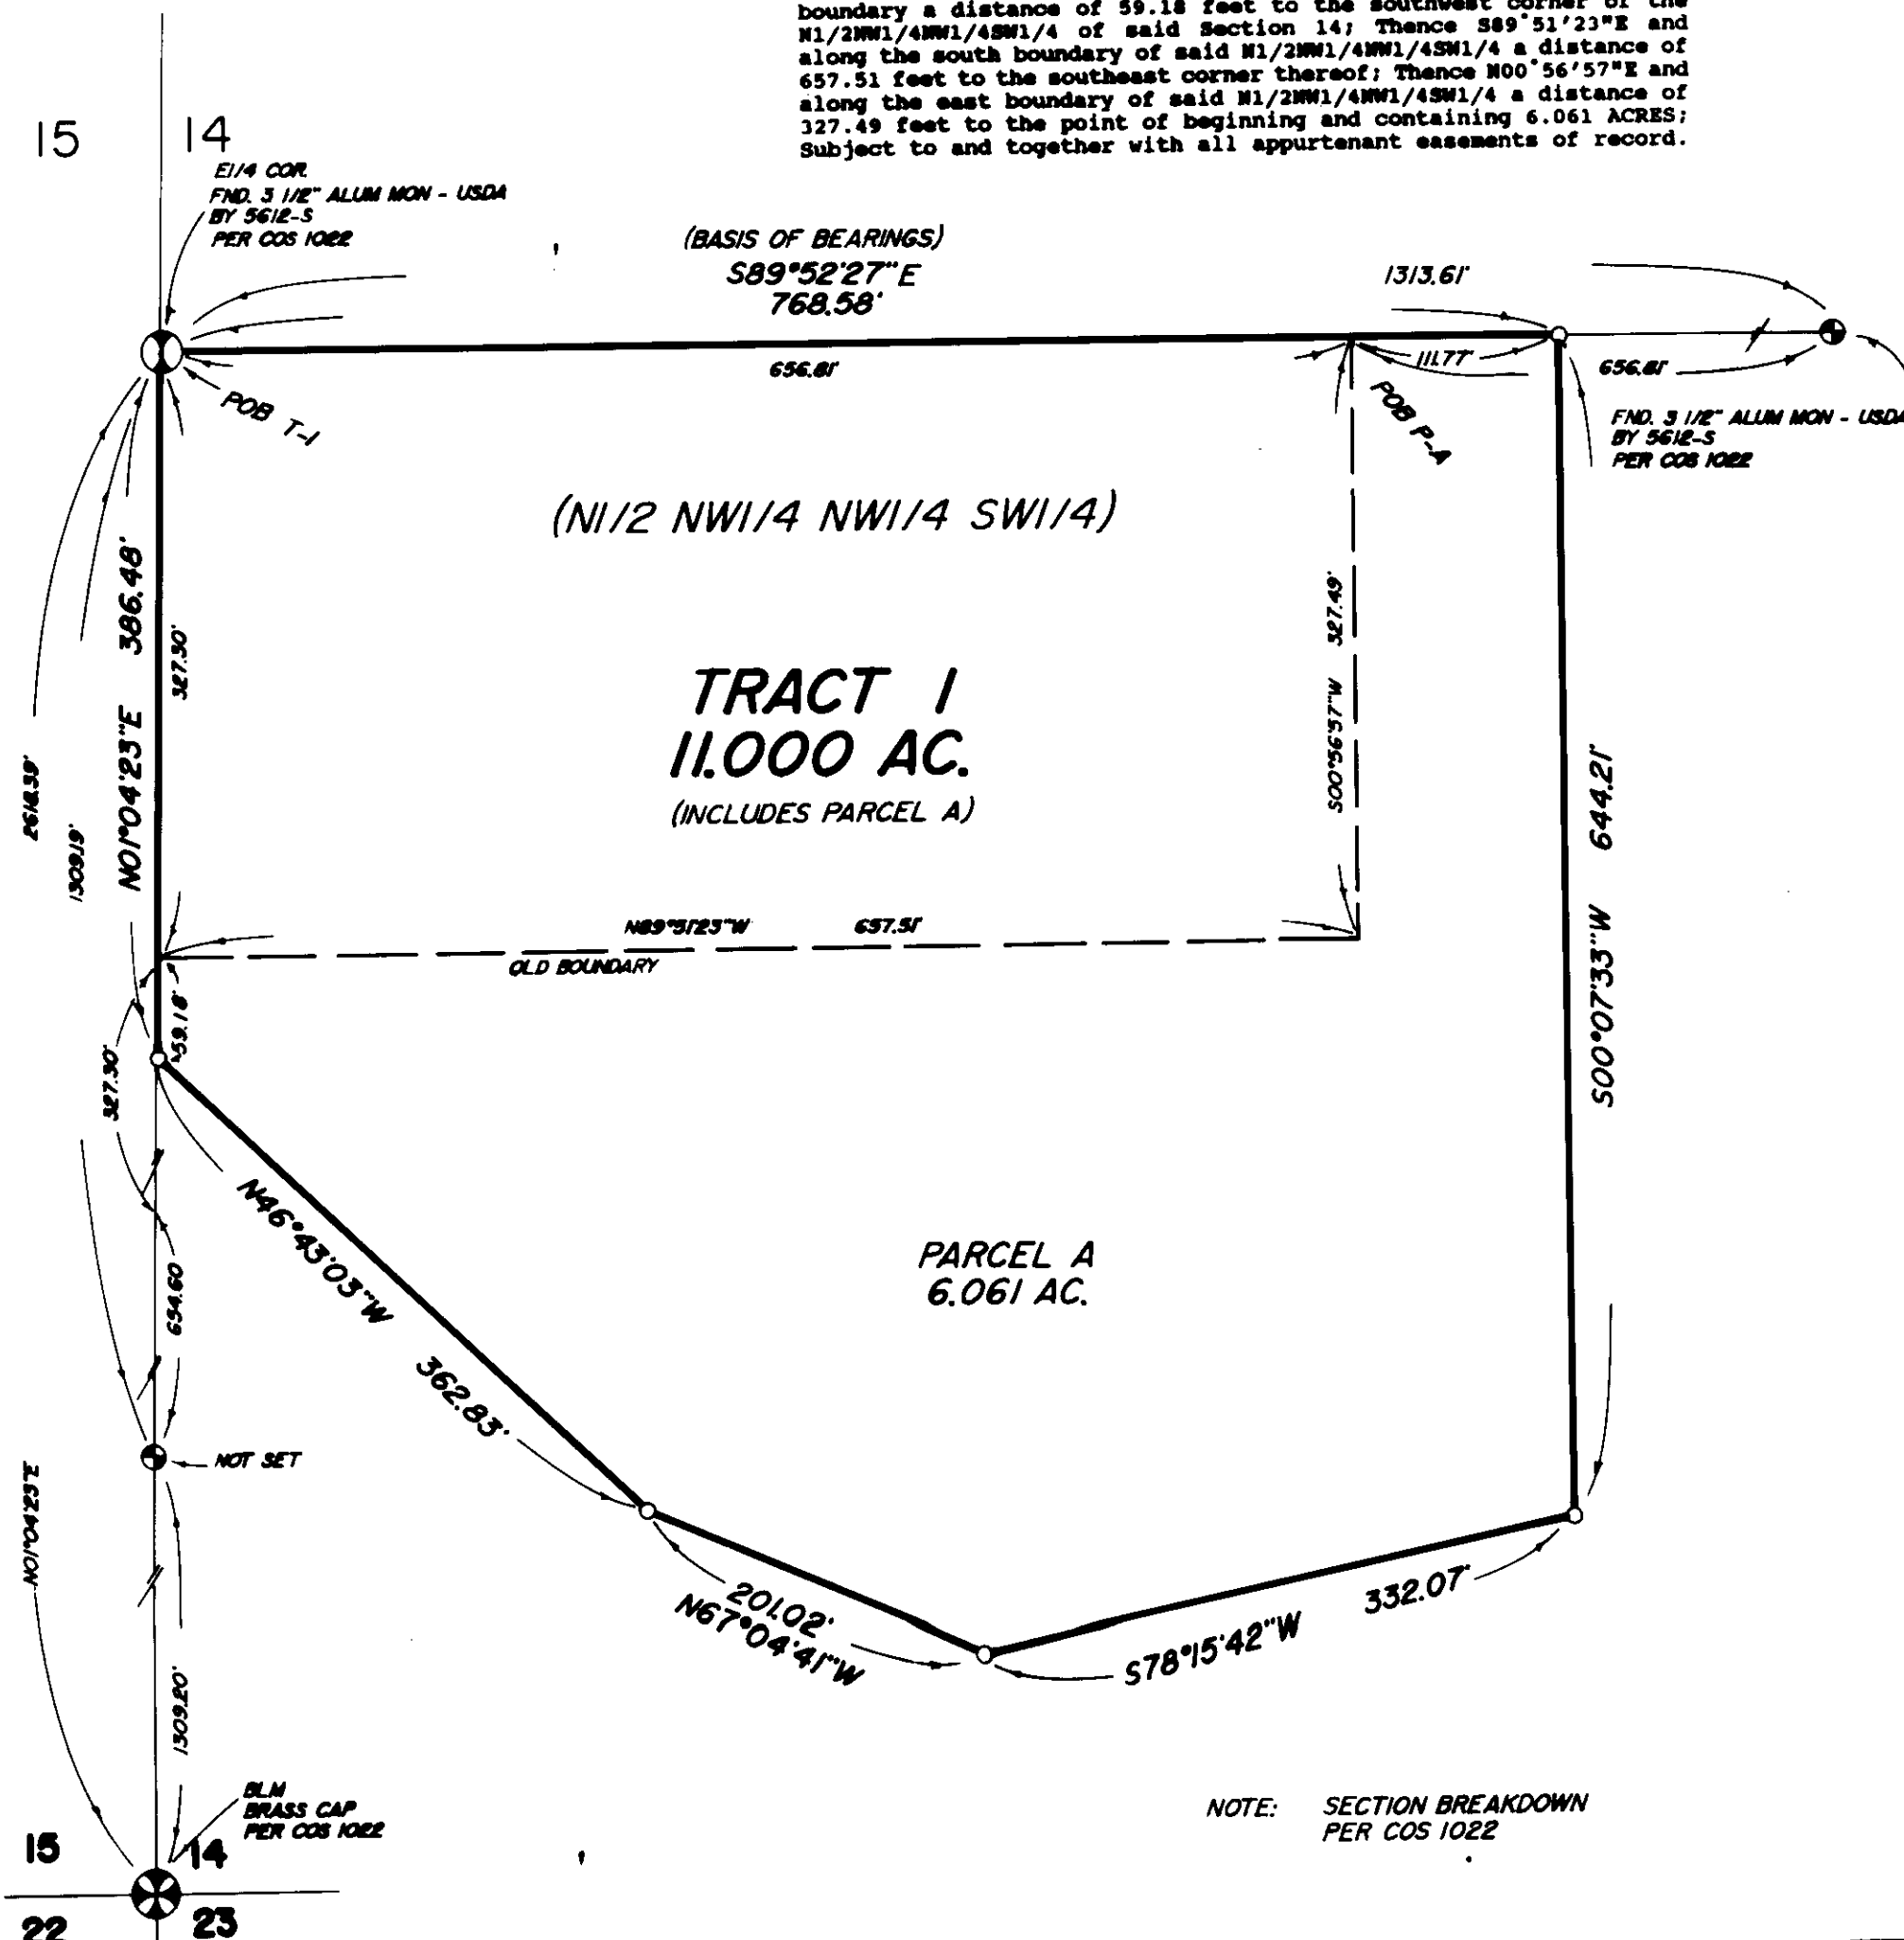 boundary a distance of 59.18 feet to the southwest corner of the
N1/2NW1/4NW1/4SW1/4 of said Section 14; Thence S89°51'23"E and
along the south boundary of said N1/2NW1/4NW1/4SW1/4 a distance of
657.51 feet to the southeast corner thereof; Thence N00°56'57"E and
along the east boundary of said N1/2NW1/4NW1/4SW1/4 a distance of
327.49 feet to the point of beginning and containing 6.061 ACRES;
Subject to and together with all appurtenant easements of record.
15 14
E1/4 COR.
FND. 3 1/2" ALUM MON - USDA
BY 5612-S
PER COS 1022
(BASIS OF BEARINGS)
S89°52'27"E
768.58'
1313.61'
656.81'
111.77'
656.81'
POB T-1
POB P-A
FND. 3 1/2" ALUM MON - USDA
BY 5612-S
PER COS 1022
(N1/2 NW1/4 NW1/4 SW1/4)
N01°04'23"E 386.48'
327.30'
2618.39'
1309.19'
TRACT 1
11.000 AC.
(INCLUDES PARCEL A)
S00°56'57"W 327.49'
S00°07'33"W 644.21'
N89°51'23"W 657.51'
OLD BOUNDARY
59.18'
327.30'
654.60
N46°43'03"W 362.83'
PARCEL A
6.061 AC.
NOT SET
N01°04'23"E
201.02'
N67°04'41"W
S78°15'42"W 332.07'
1309.20'
BLM
BRASS CAP
PER COS 1022
NOTE: SECTION BREAKDOWN
PER COS 1022
15 14
22 23